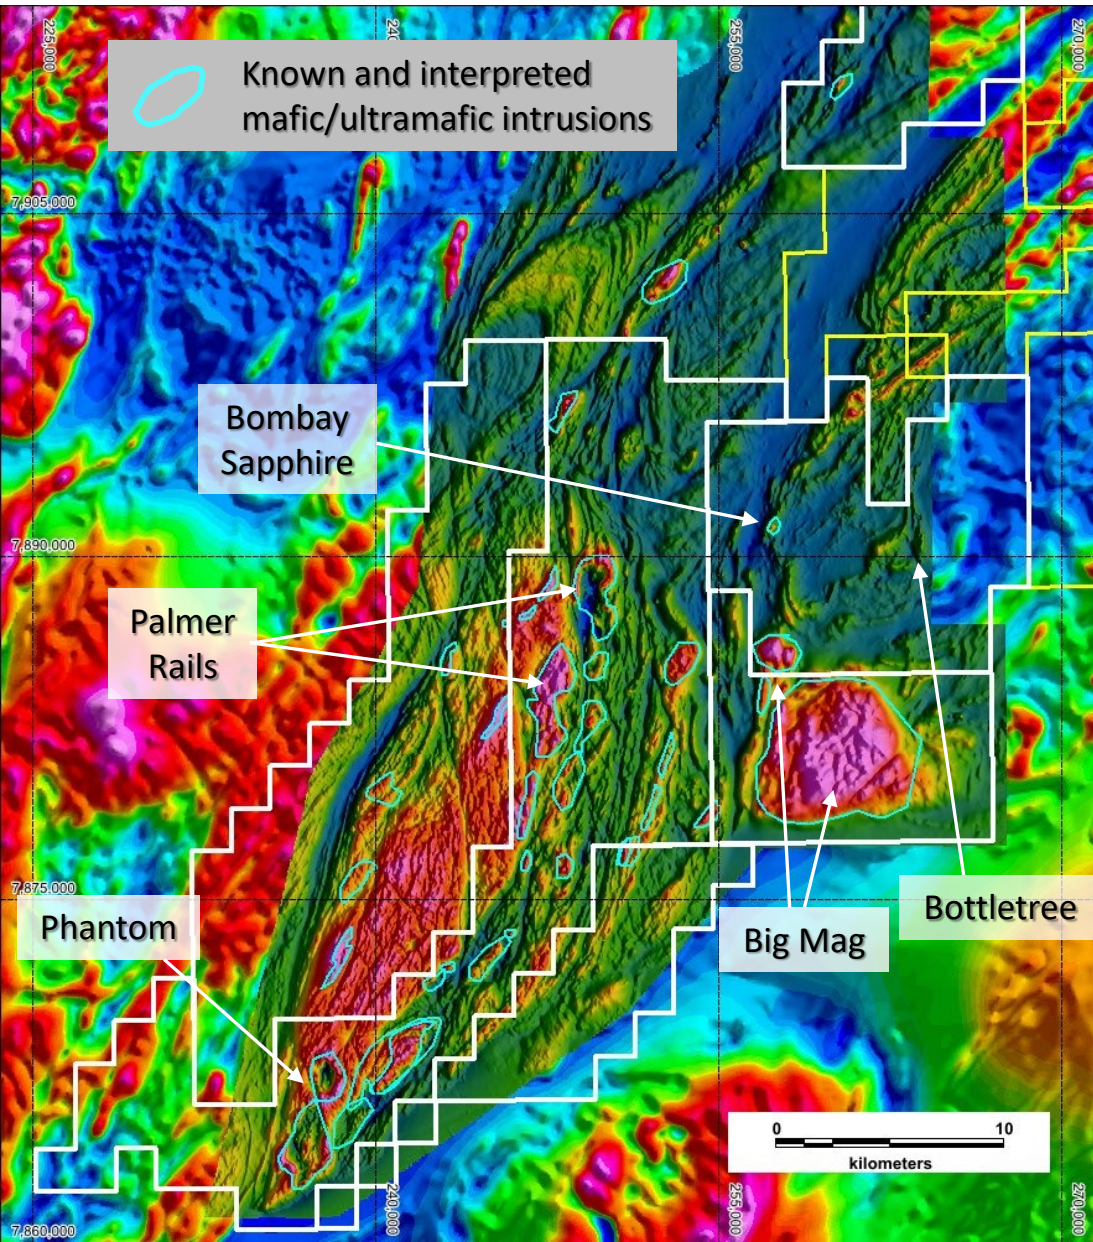 225,000
240
255,000
270,000
Known and interpreted
mafic/ultramafic intrusions
7,905,000
Bombay
Sapphire
7,890,000
Palmer
Rails
7,875,000
Phantom
Big Mag
Bottletree
0 10
kilometers
7,860,000
240,000
255,000
270,000